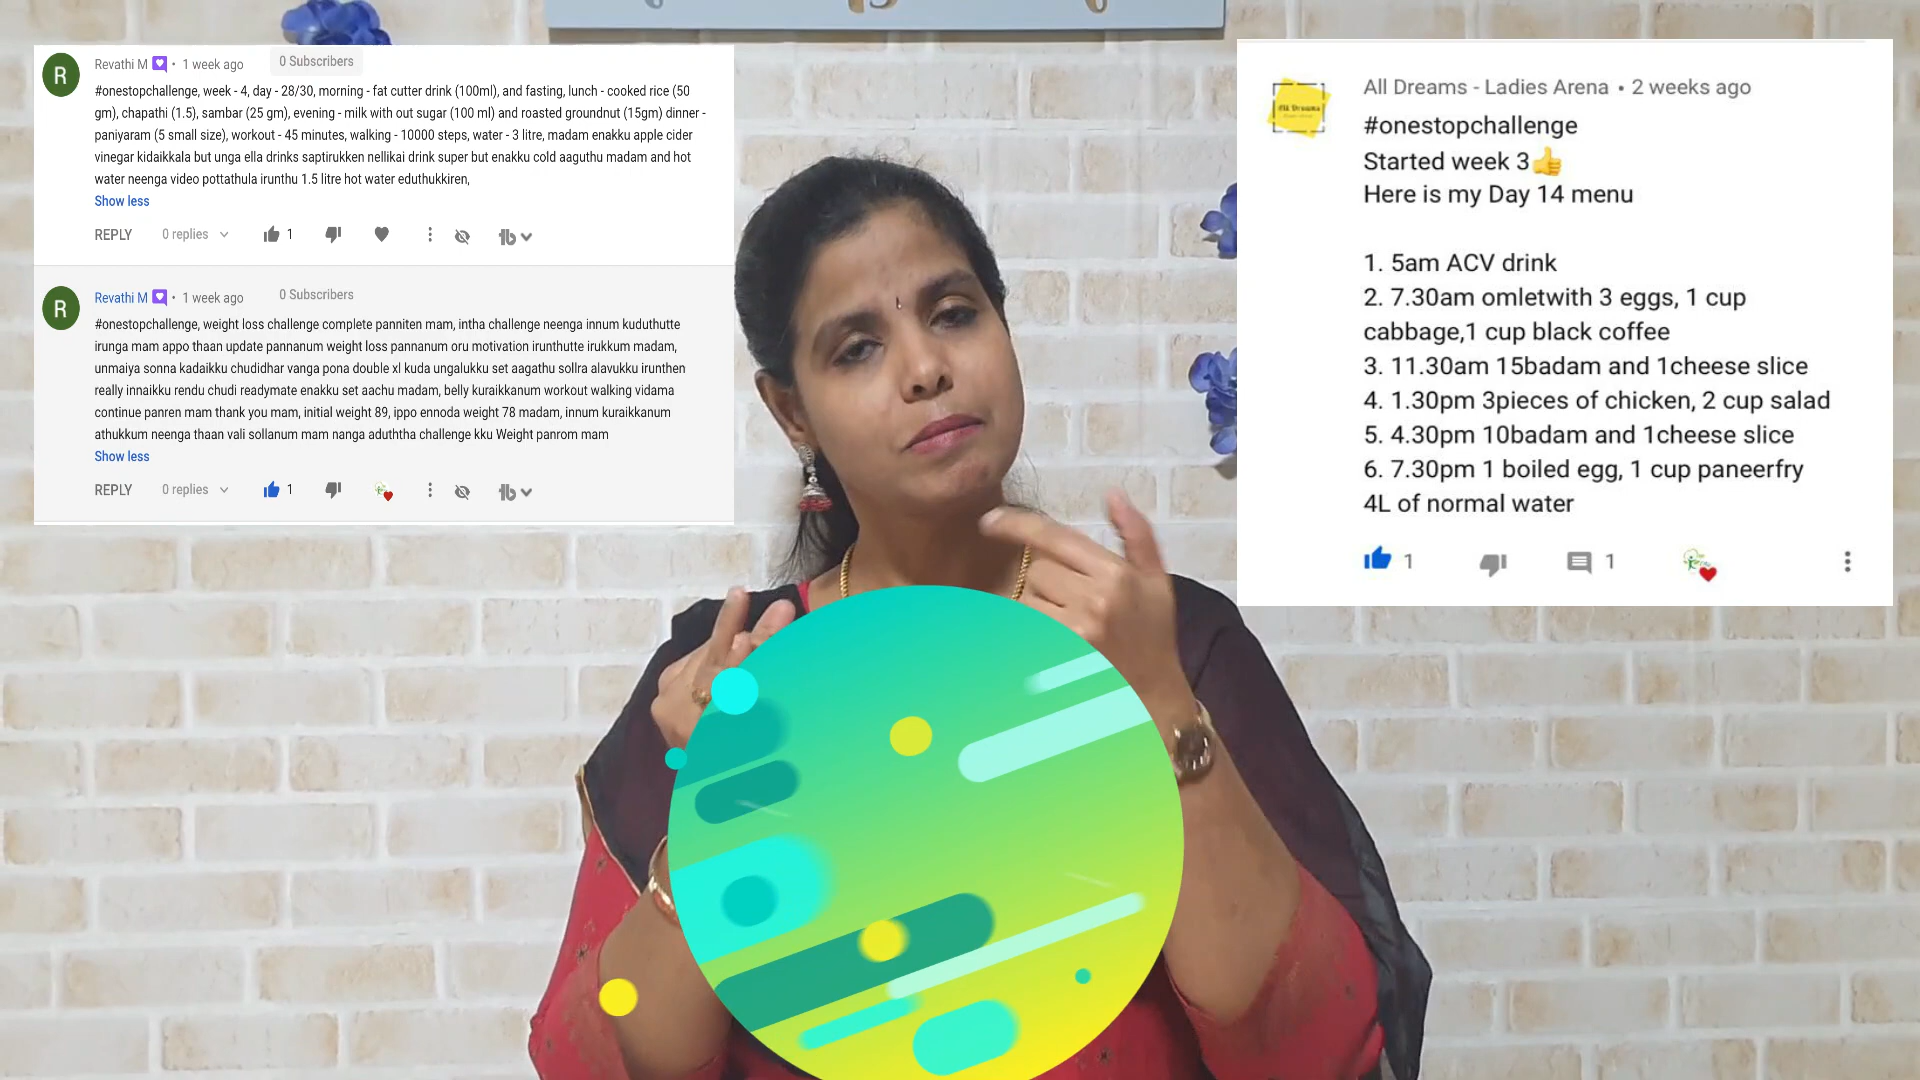 Revathi M • 1 week ago 0 Subscribers
#onestopchallenge, week - 4, day - 28/30, morning - fat cutter drink (100ml), and fasting, lunch - cooked rice (50
gm), chapathi (1.5), sambar (25 gm), evening - milk with out sugar (100 ml) and roasted groundnut (15gm) dinner -
paniyaram (5 small size), workout - 45 minutes, walking - 10000 steps, water - 3 litre, madam enakku apple cider
vinegar kidaikkala but unga ella drinks saptirukken nellikai drink super but enakku cold aaguthu madam and hot
water neenga video pottathula irunthu 1.5 litre hot water eduthukkiren,
Show less
REPLY 0 replies 1
R
Revathi M • 1 week ago 0 Subscribers
#onestopchallenge, weight loss challenge complete panniten mam, intha challenge neenga innum kuduthutte
irunga mam appo thaan update pannanum weight loss pannanum oru motivation irunthutte irukkum madam,
unmaiya sonna kadaikku chudidhar vanga pona double xl kuda ungalukku set aagathu sollra alavukku irunthen
really innaikku rendu chudi readymate enakku set aachu madam, belly kuraikkanum workout walking vidama
continue panren mam thank you mam, initial weight 89, ippo ennoda weight 78 madam, innum kuraikkanum
athukkum neenga thaan vali sollanum mam nanga aduththa challenge kku Weight panrom mam
Show less
REPLY 0 replies 1
R
All Dreams - Ladies Arena • 2 weeks ago
#onestopchallenge
Started week 3👍
Here is my Day 14 menu
1. 5am ACV drink
2. 7.30am omletwith 3 eggs, 1 cup
cabbage,1 cup black coffee
3. 11.30am 15badam and 1cheese slice
4. 1.30pm 3pieces of chicken, 2 cup salad
5. 4.30pm 10badam and 1cheese slice
6. 7.30pm 1 boiled egg, 1 cup paneerfry
4L of normal water
1 1
All Dreams